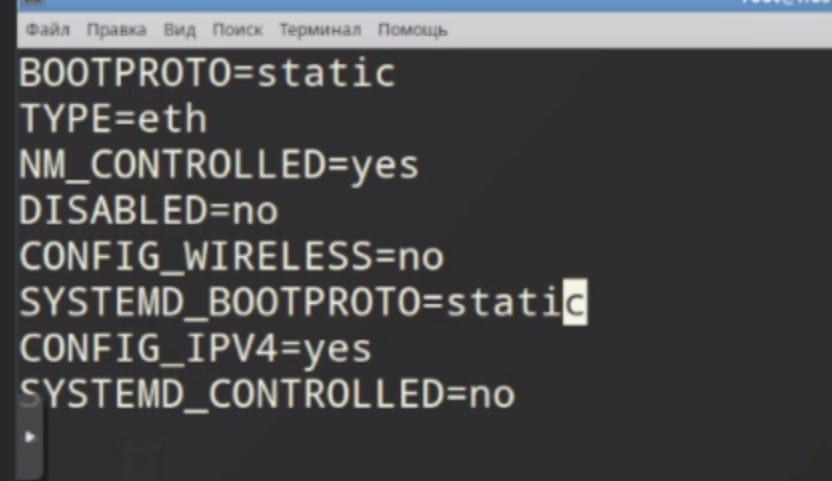 Файл Правка Вид Поиск Терминал Помощь
BOOTPROTO=static
TYPE=eth
NM_CONTROLLED=yes
DISABLED=no
CONFIG_WIRELESS=no
SYSTEMD_BOOTPROTO=static
CONFIG_IPV4=yes
SYSTEMD_CONTROLLED=no